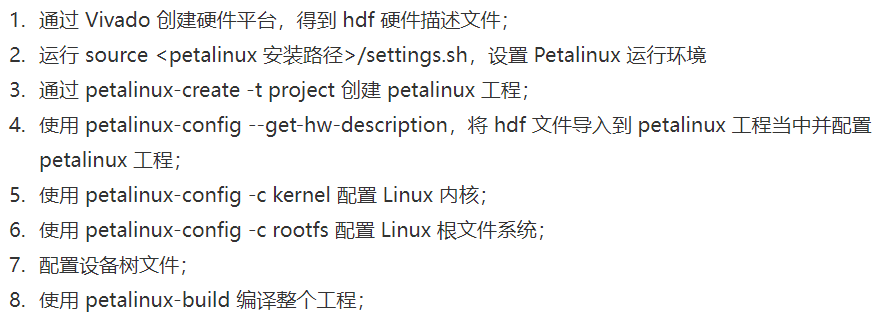 1. 通过 Vivado 创建硬件平台，得到 hdf 硬件描述文件；
2. 运行 source <petalinux 安装路径>/settings.sh，设置 Petalinux 运行环境
3. 通过 petalinux-create -t project 创建 petalinux 工程；
4. 使用 petalinux-config --get-hw-description，将 hdf 文件导入到 petalinux 工程当中并配置
petalinux 工程；
5. 使用 petalinux-config -c kernel 配置 Linux 内核；
6. 使用 petalinux-config -c rootfs 配置 Linux 根文件系统；
7. 配置设备树文件；
8. 使用 petalinux-build 编译整个工程；